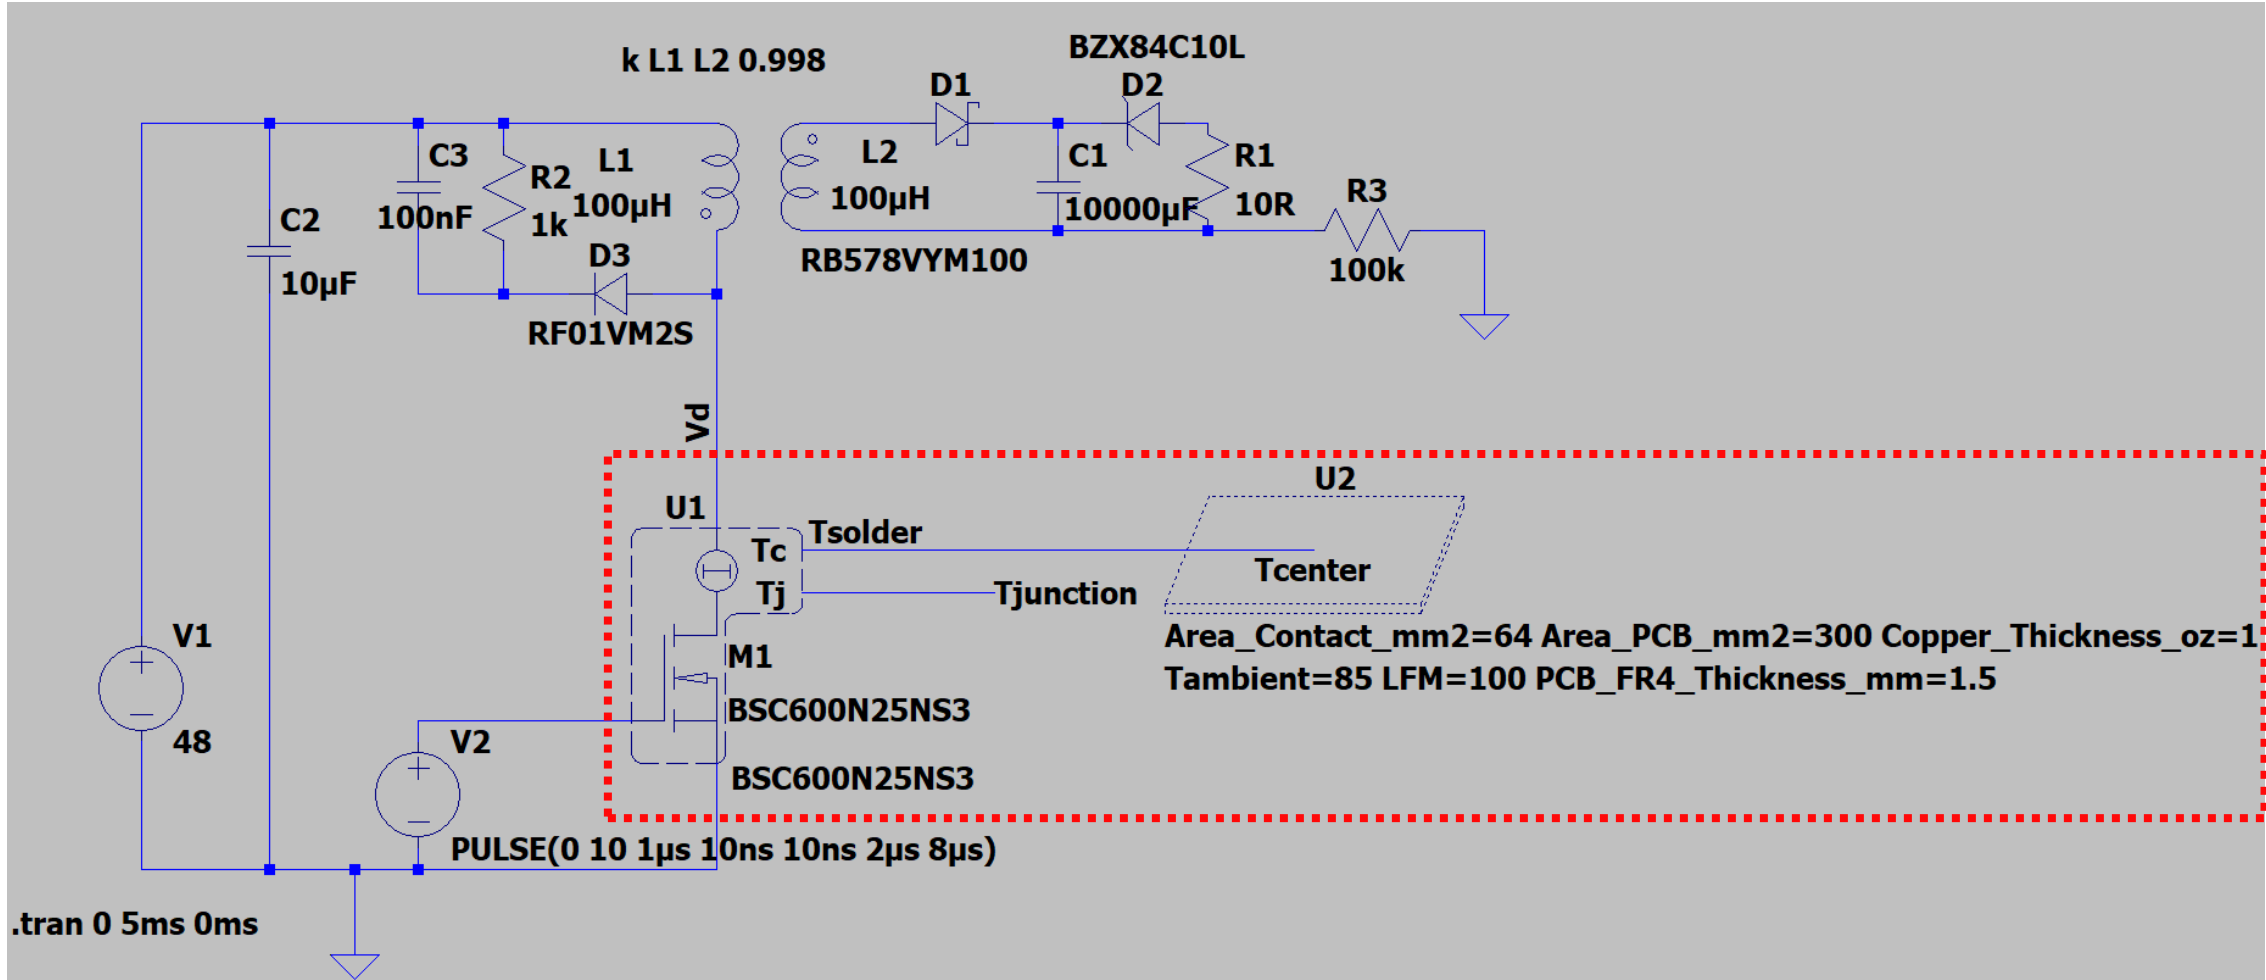 k L1 L2 0.998
BZX84C10L
D1
D2
C3
100nF
R2
1k
L1
100µH
L2
100µH
C1
10000µF
R1
10R
R3
100k
C2
10µF
D3
RF01VM2S
RB578VYM100
Vd
U1
Tc
Tj
Tsolder
Tjunction
U2
Tcenter
Area_Contact_mm2=64 Area_PCB_mm2=300 Copper_Thickness_oz=1
Tambient=85 LFM=100 PCB_FR4_Thickness_mm=1.5
V1
48
M1
BSC600N25NS3
BSC600N25NS3
V2
PULSE(0 10 1µs 10ns 10ns 2µs 8µs)
.tran 0 5ms 0ms